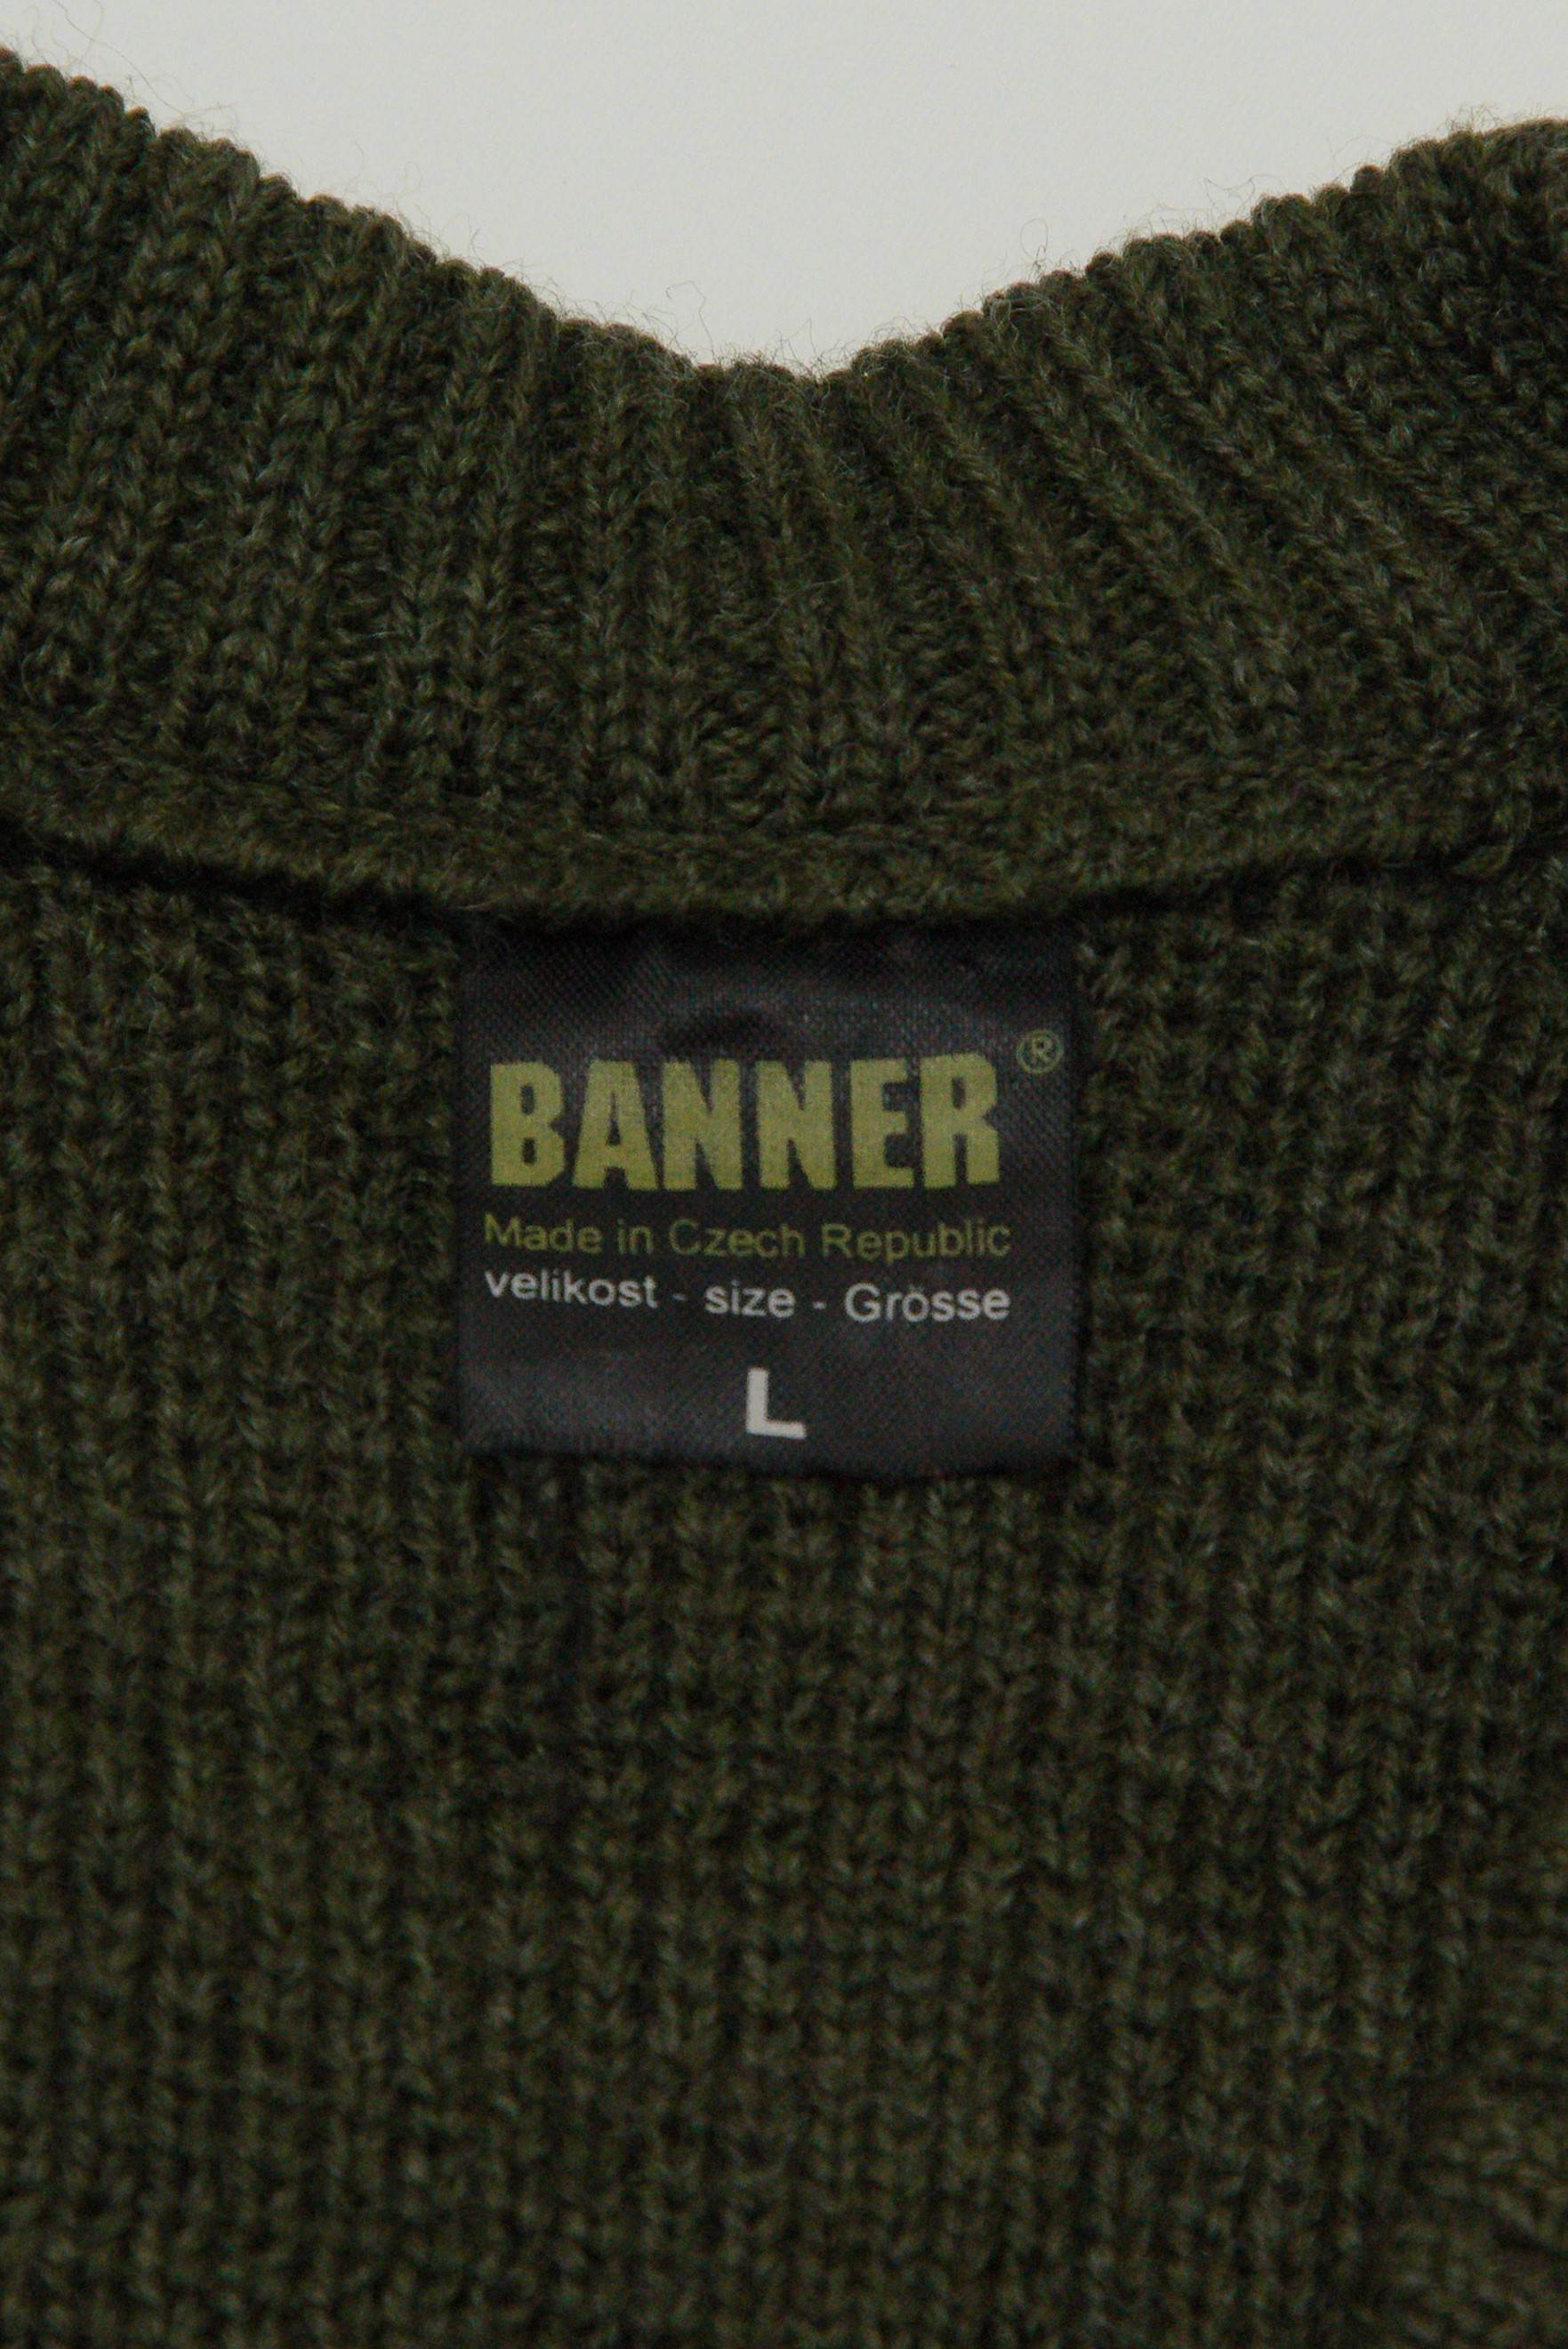 BANNER®
Made in Czech Republic
velikost - size - Grösse
L